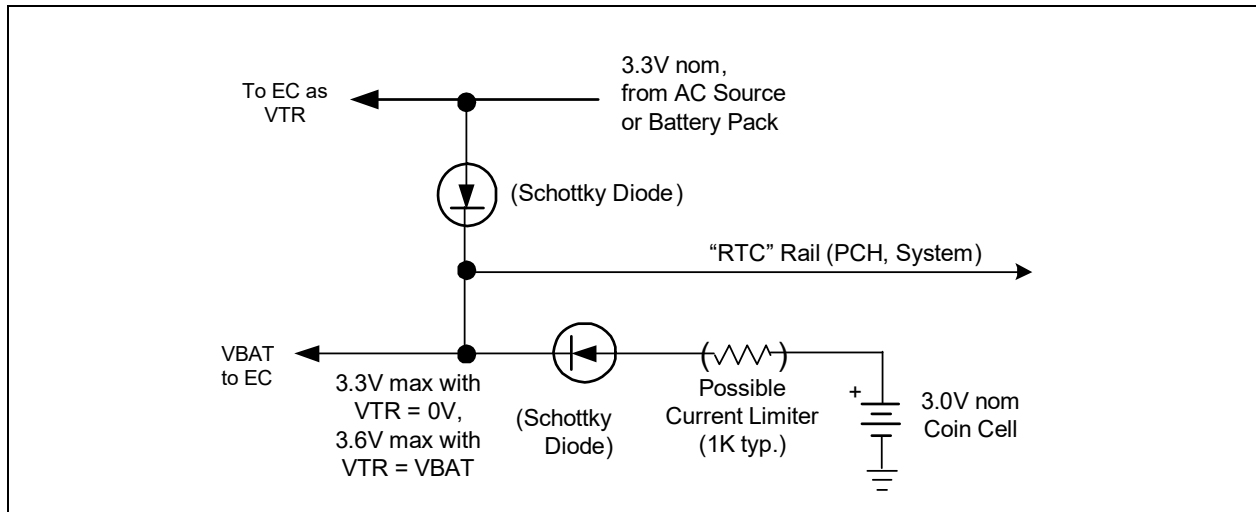 3.3V nom,
from AC Source
or Battery Pack
To EC as
VTR
(Schottky Diode)
“RTC” Rail (PCH, System)
VBAT
to EC
3.3V max with
VTR = 0V,
3.6V max with
VTR = VBAT
(Schottky
Diode)
( )
Possible
Current Limiter
(1K typ.)
+
3.0V nom
Coin Cell